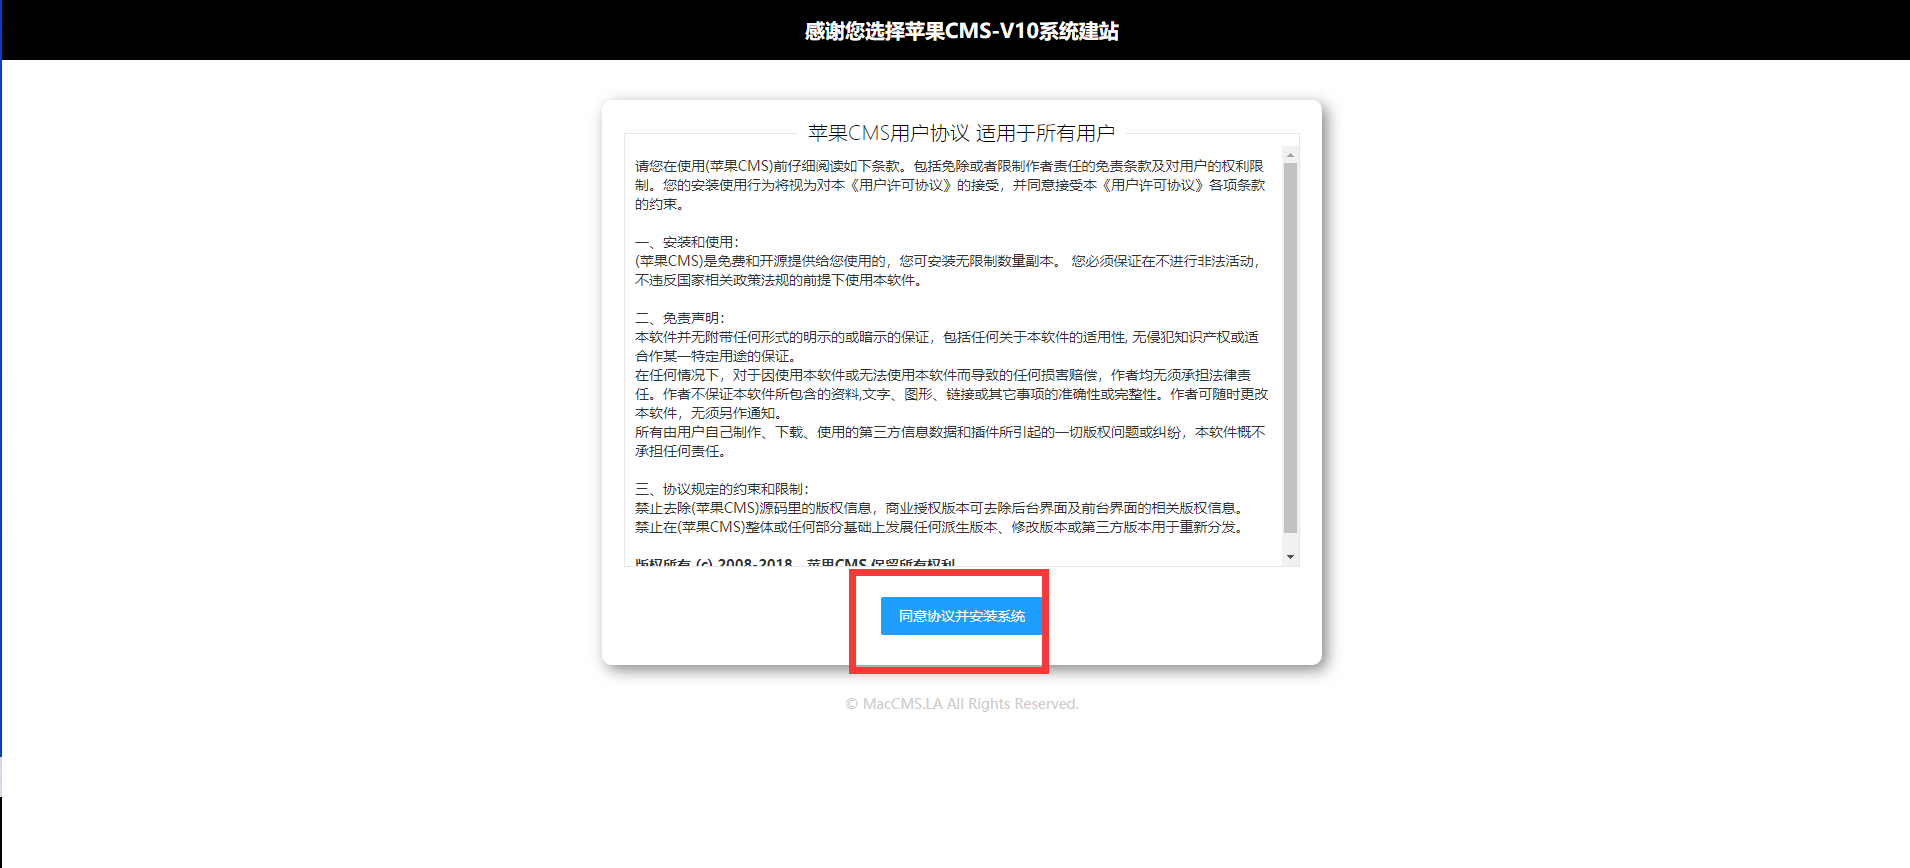 感谢您选择苹果CMS-V10系统建站
苹果CMS用户协议 适用于所有用户
请您在使用(苹果CMS)前仔细阅读如下条款。包括免除或者限制作者责任的免责条款及对用户的权利限
制。您的安装使用行为将视为对本《用户许可协议》的接受，并同意接受本《用户许可协议》各项条款
的约束。
一、安装和使用：
(苹果CMS)是免费和开源提供给您使用的，您可安装无限制数量副本。 您必须保证在不进行非法活动，
不违反国家相关政策法规的前提下使用本软件。
二、免责声明：
本软件并无附带任何形式的明示的或暗示的保证，包括任何关于本软件的适用性, 无侵犯知识产权或适
合作某一特定用途的保证。
在任何情况下，对于因使用本软件或无法使用本软件而导致的任何损害赔偿，作者均无须承担法律责
任。作者不保证本软件所包含的资料,文字、图形、链接或其它事项的准确性或完整性。作者可随时更改
本软件，无须另作通知。
所有由用户自己制作、下载、使用的第三方信息数据和插件所引起的一切版权问题或纠纷，本软件概不
承担任何责任。
三、协议规定的约束和限制：
禁止去除(苹果CMS)源码里的版权信息，商业授权版本可去除后台界面及前台界面的相关版权信息。
禁止在(苹果CMS)整体或任何部分基础上发展任何派生版本、修改版本或第三方版本用于重新分发。
版权所有 (c) 2008-2018，苹果CMS 保留所有权利
同意协议并安装系统
© MacCMS.LA All Rights Reserved.